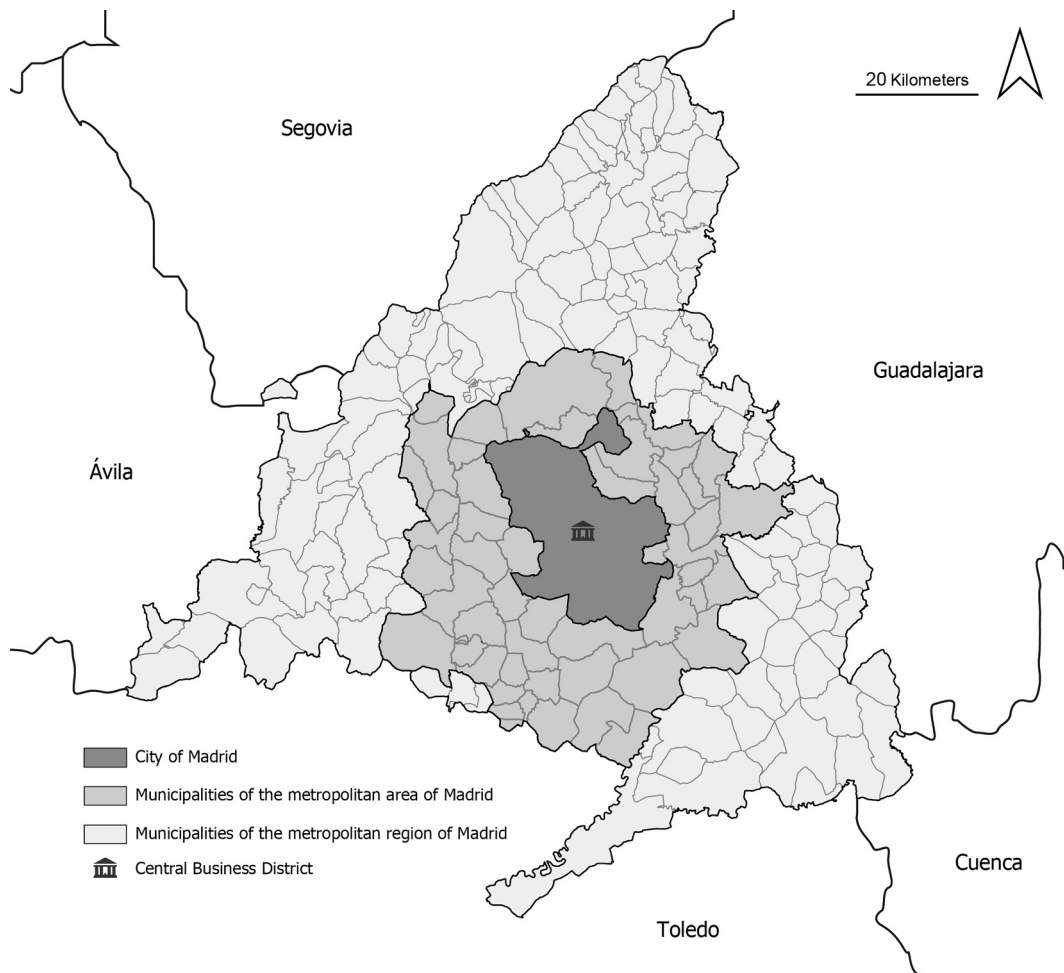 20 Kilometers
Segovia
Guadalajara
Ávila
City of Madrid
Municipalities of the metropolitan area of Madrid
Municipalities of the metropolitan region of Madrid
Central Business District
Cuenca
Toledo